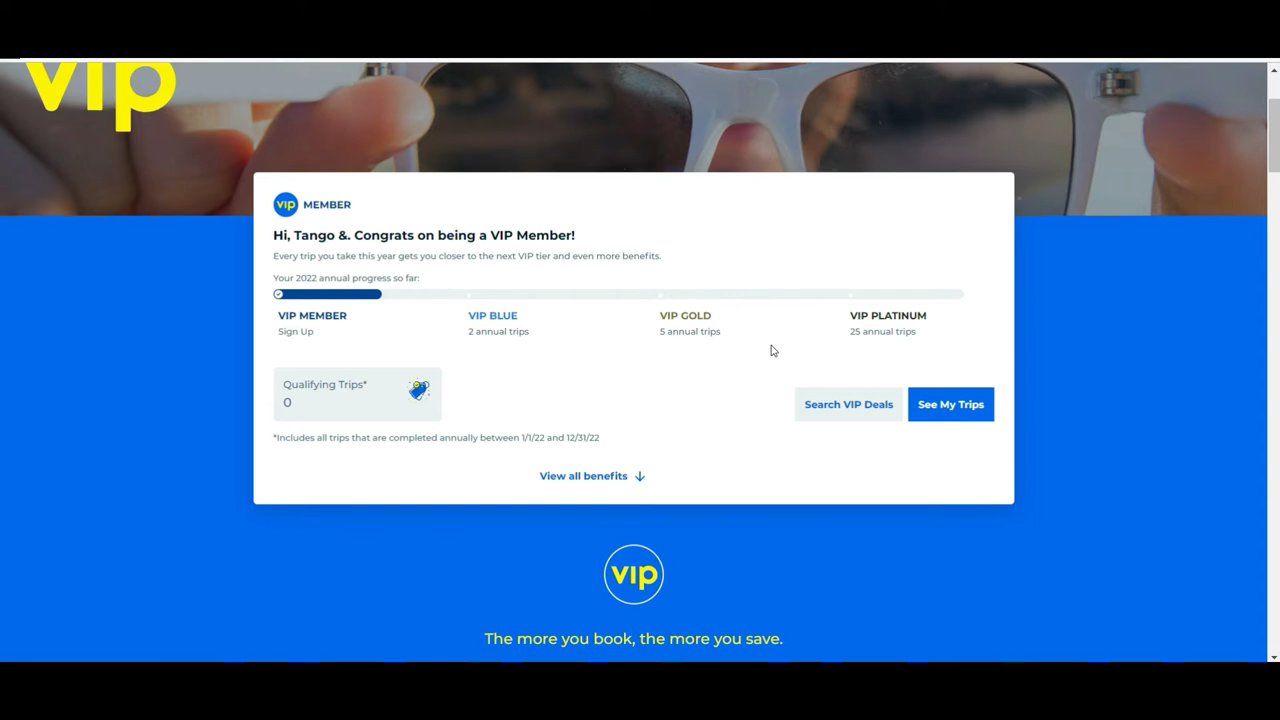 vip
vip MEMBER
Hi, Tango &. Congrats on being a VIP Member!
Every trip you take this year gets you closer to the next VIP tier and even more benefits.
Your 2022 annual progress so far:
VIP MEMBER VIP BLUE VIP GOLD VIP PLATINUM
Sign Up 2 annual trips 5 annual trips 25 annual trips
Qualifying Trips*
0
Search VIP Deals See My Trips
*Includes all trips that are completed annually between 1/1/22 and 12/31/22
View all benefits
vip
The more you book, the more you save.